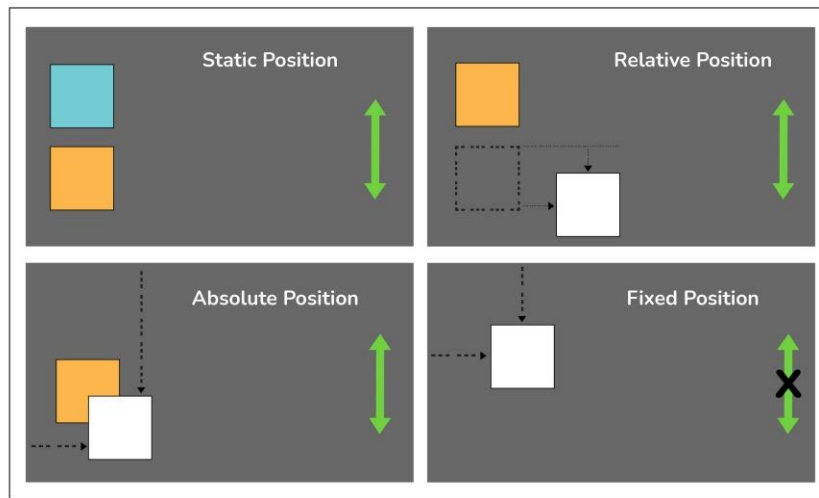 Static Position
Relative Position
Absolute Position
Fixed Position